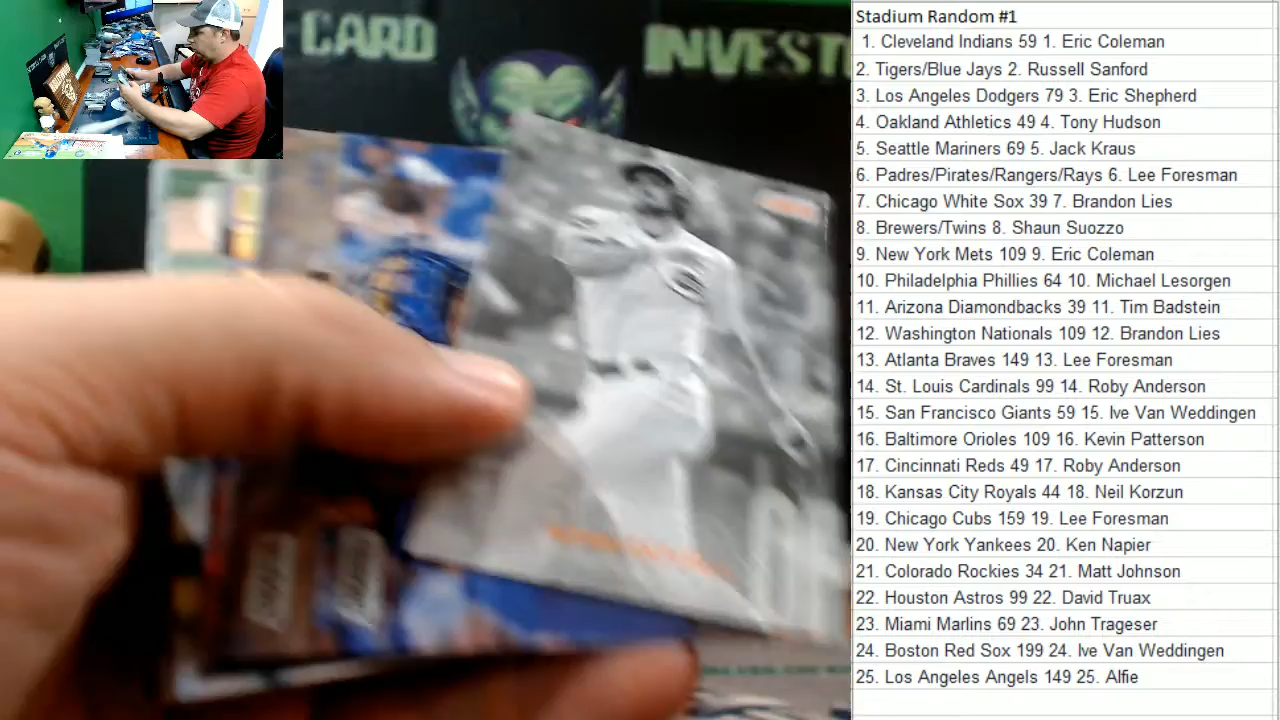 CARD INVEST
Stadium Random #1
1. Cleveland Indians 59 1. Eric Coleman
2. Tigers/Blue Jays 2. Russell Sanford
3. Los Angeles Dodgers 79 3. Eric Shepherd
4. Oakland Athletics 49 4. Tony Hudson
5. Seattle Mariners 69 5. Jack Kraus
6. Padres/Pirates/Rangers/Rays 6. Lee Foresman
7. Chicago White Sox 39 7. Brandon Lies
8. Brewers/Twins 8. Shaun Suozzo
9. New York Mets 109 9. Eric Coleman
10. Philadelphia Phillies 64 10. Michael Lesorgen
11. Arizona Diamondbacks 39 11. Tim Badstein
12. Washington Nationals 109 12. Brandon Lies
13. Atlanta Braves 149 13. Lee Foresman
14. St. Louis Cardinals 99 14. Roby Anderson
15. San Francisco Giants 59 15. Ive Van Weddingen
16. Baltimore Orioles 109 16. Kevin Patterson
17. Cincinnati Reds 49 17. Roby Anderson
18. Kansas City Royals 44 18. Neil Korzun
19. Chicago Cubs 159 19. Lee Foresman
20. New York Yankees 20. Ken Napier
21. Colorado Rockies 34 21. Matt Johnson
22. Houston Astros 99 22. David Truax
23. Miami Marlins 69 23. John Trageser
24. Boston Red Sox 199 24. Ive Van Weddingen
25. Los Angeles Angels 149 25. Alfie